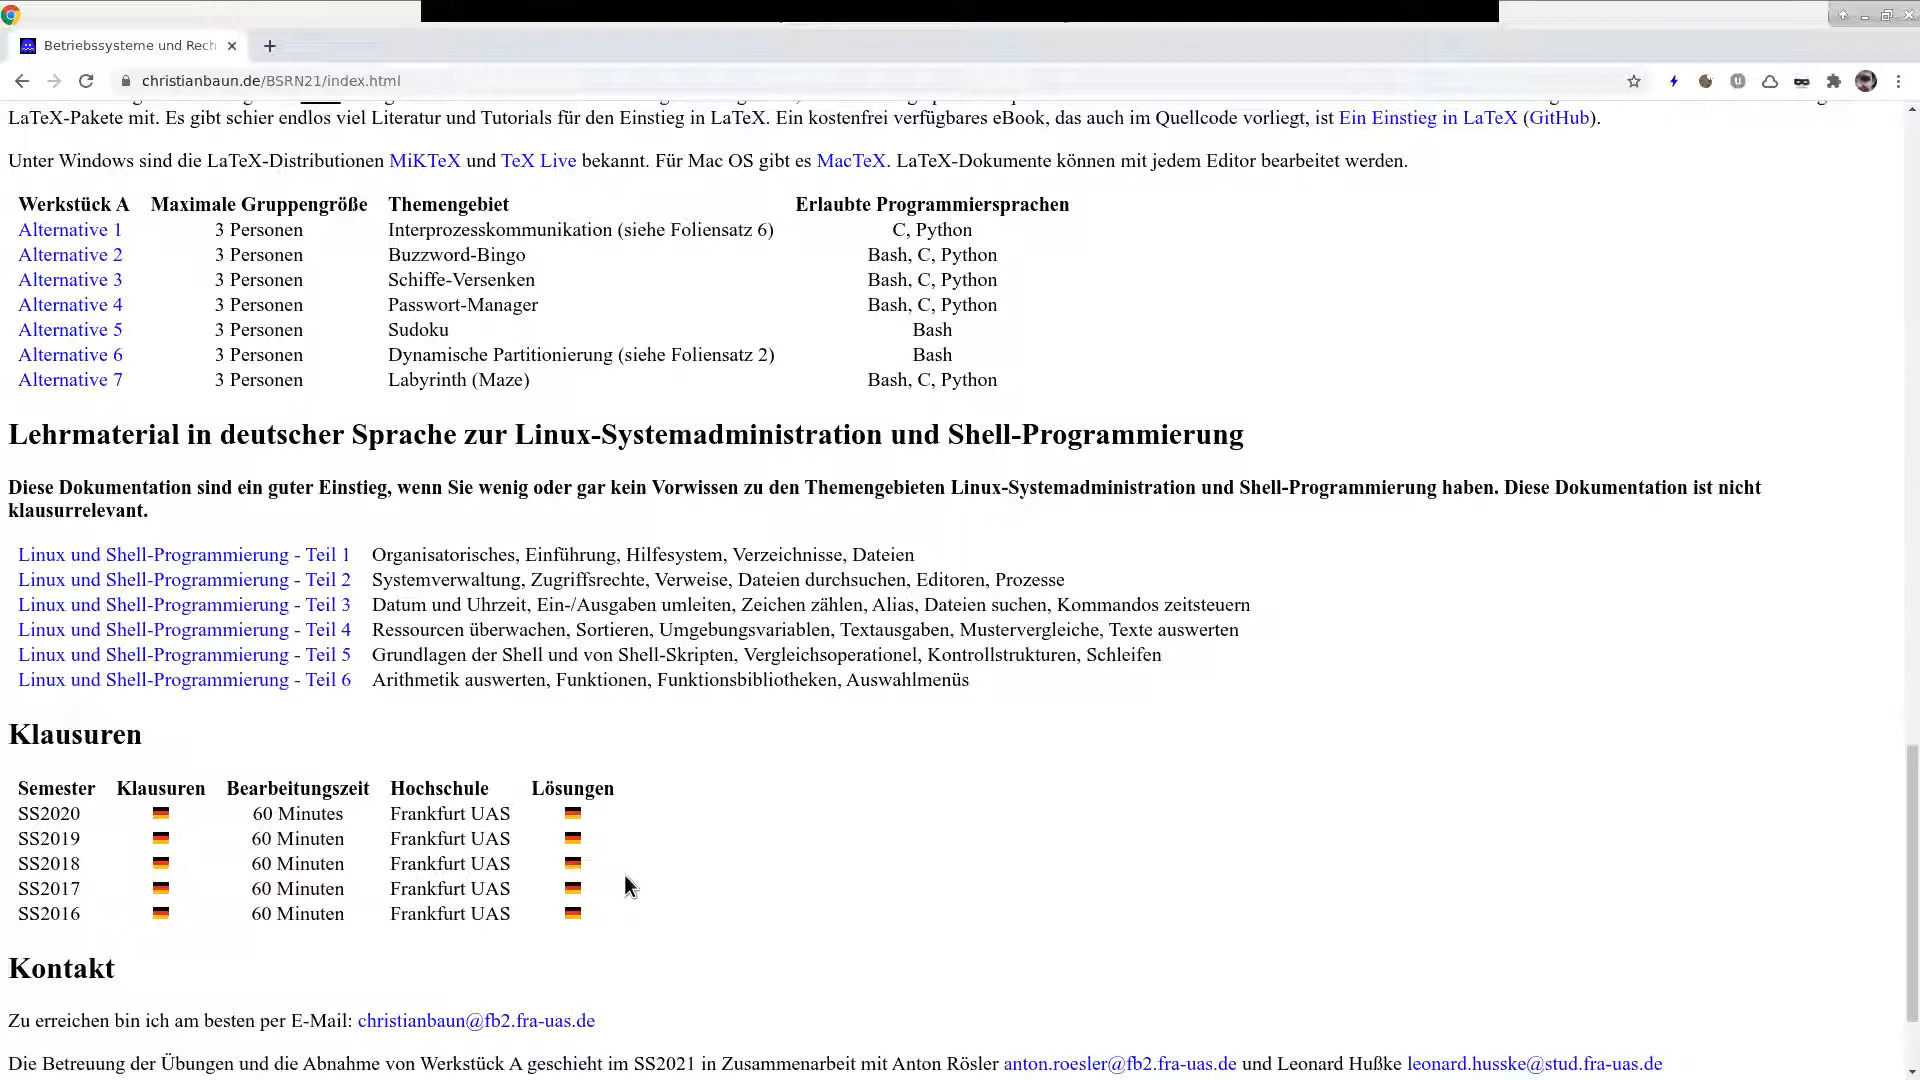 Betriebssysteme und Rech
christianbaun.de/BSRN21/index.html
LaTeX-Pakete mit. Es gibt schier endlos viel Literatur und Tutorials für den Einstieg in LaTeX. Ein kostenfrei verfügbares eBook, das auch im Quellcode vorliegt, ist Ein Einstieg in LaTeX (GitHub).
Unter Windows sind die LaTeX-Distributionen MiKTeX und TeX Live bekannt. Für Mac OS gibt es MacTeX. LaTeX-Dokumente können mit jedem Editor bearbeitet werden.
Werkstück A Maximale Gruppengröße Themengebiet Erlaubte Programmiersprachen
Alternative 1 3 Personen Interprozesskommunikation (siehe Foliensatz 6) C, Python
Alternative 2 3 Personen Buzzword-Bingo Bash, C, Python
Alternative 3 3 Personen Schiffe-Versenken Bash, C, Python
Alternative 4 3 Personen Passwort-Manager Bash, C, Python
Alternative 5 3 Personen Sudoku Bash
Alternative 6 3 Personen Dynamische Partitionierung (siehe Foliensatz 2) Bash
Alternative 7 3 Personen Labyrinth (Maze) Bash, C, Python
Lehrmaterial in deutscher Sprache zur Linux-Systemadministration und Shell-Programmierung
Diese Dokumentation sind ein guter Einstieg, wenn Sie wenig oder gar kein Vorwissen zu den Themengebieten Linux-Systemadministration und Shell-Programmierung haben. Diese Dokumentation ist nicht
klausurrelevant.
Linux und Shell-Programmierung - Teil 1 Organisatorisches, Einführung, Hilfesystem, Verzeichnisse, Dateien
Linux und Shell-Programmierung - Teil 2 Systemverwaltung, Zugriffsrechte, Verweise, Dateien durchsuchen, Editoren, Prozesse
Linux und Shell-Programmierung - Teil 3 Datum und Uhrzeit, Ein-/Ausgaben umleiten, Zeichen zählen, Alias, Dateien suchen, Kommandos zeitsteuern
Linux und Shell-Programmierung - Teil 4 Ressourcen überwachen, Sortieren, Umgebungsvariablen, Textausgaben, Mustervergleiche, Texte auswerten
Linux und Shell-Programmierung - Teil 5 Grundlagen der Shell und von Shell-Skripten, Vergleichsoperationel, Kontrollstrukturen, Schleifen
Linux und Shell-Programmierung - Teil 6 Arithmetik auswerten, Funktionen, Funktionsbibliotheken, Auswahlmenüs
Klausuren
Semester Klausuren Bearbeitungszeit Hochschule Lösungen
SS2020 60 Minutes Frankfurt UAS
SS2019 60 Minuten Frankfurt UAS
SS2018 60 Minuten Frankfurt UAS
SS2017 60 Minuten Frankfurt UAS
SS2016 60 Minuten Frankfurt UAS
Kontakt
Zu erreichen bin ich am besten per E-Mail: christianbaun@fb2.fra-uas.de
Die Betreuung der Übungen und die Abnahme von Werkstück A geschieht im SS2021 in Zusammenarbeit mit Anton Rösler anton.roesler@fb2.fra-uas.de und Leonard Hußke leonard.husske@stud.fra-uas.de